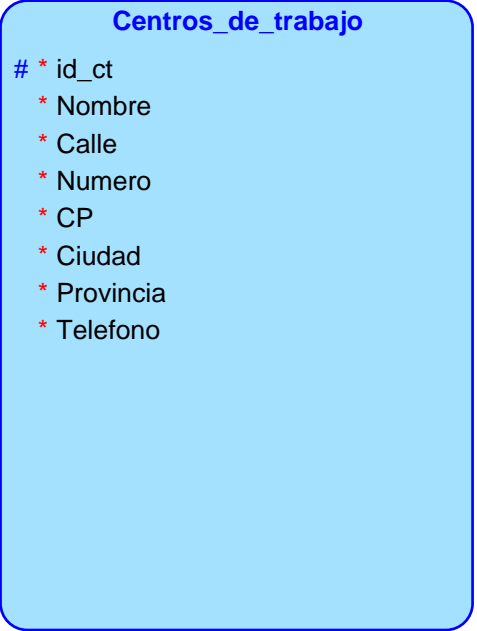 Centros_de_trabajo
# * id_ct
* Nombre
* Calle
* Numero
* CP
* Ciudad
* Provincia
* Telefono